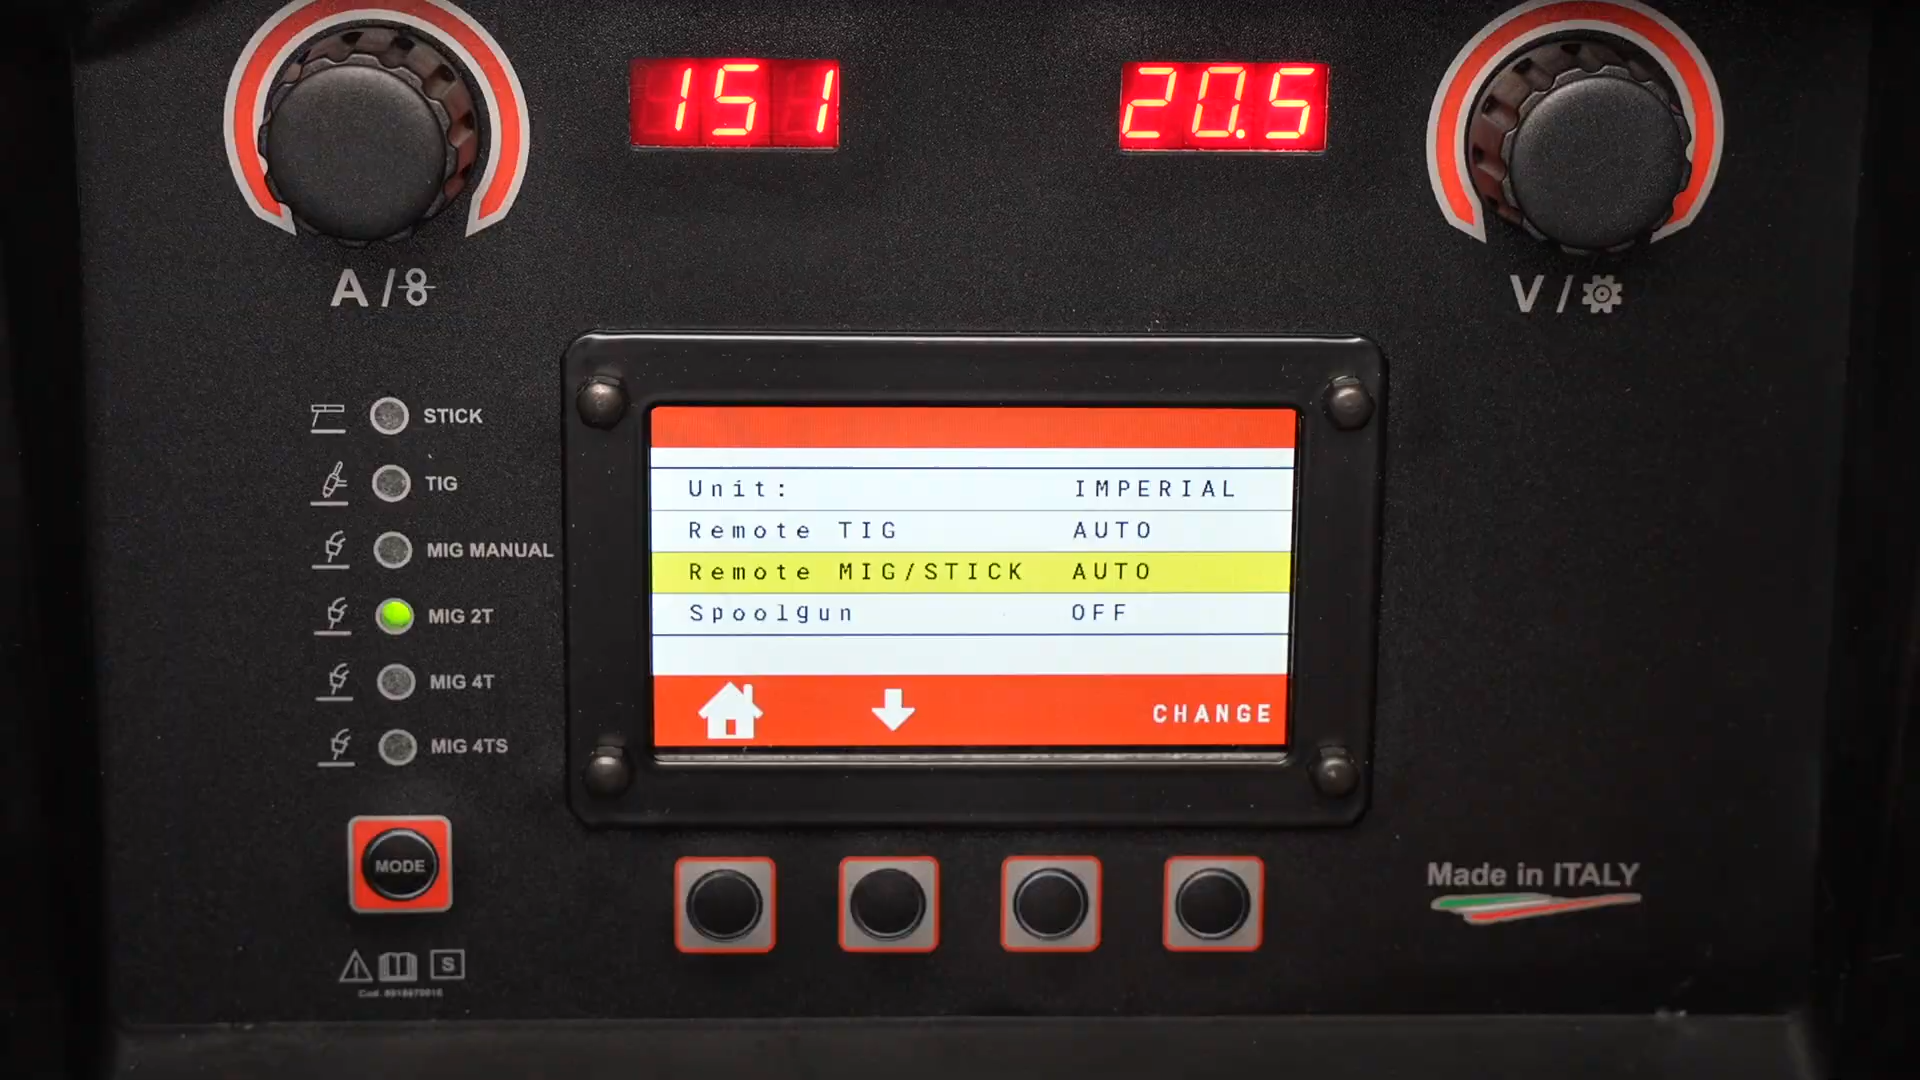 151
20.5
A /
V /
STICK
TIG
MIG MANUAL
MIG 2T
MIG 4T
MIG 4TS
MODE
Unit: IMPERIAL
Remote TIG AUTO
Remote MIG/STICK AUTO
Spoolgun OFF
CHANGE
Made in ITALY
S